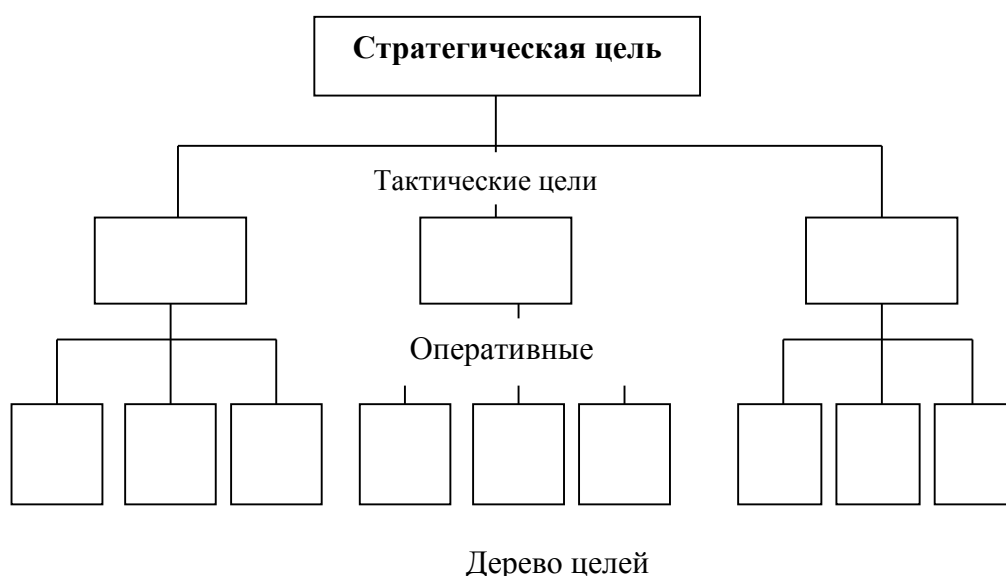 Стратегическая цель
Тактические цели
Оперативные
Дерево целей